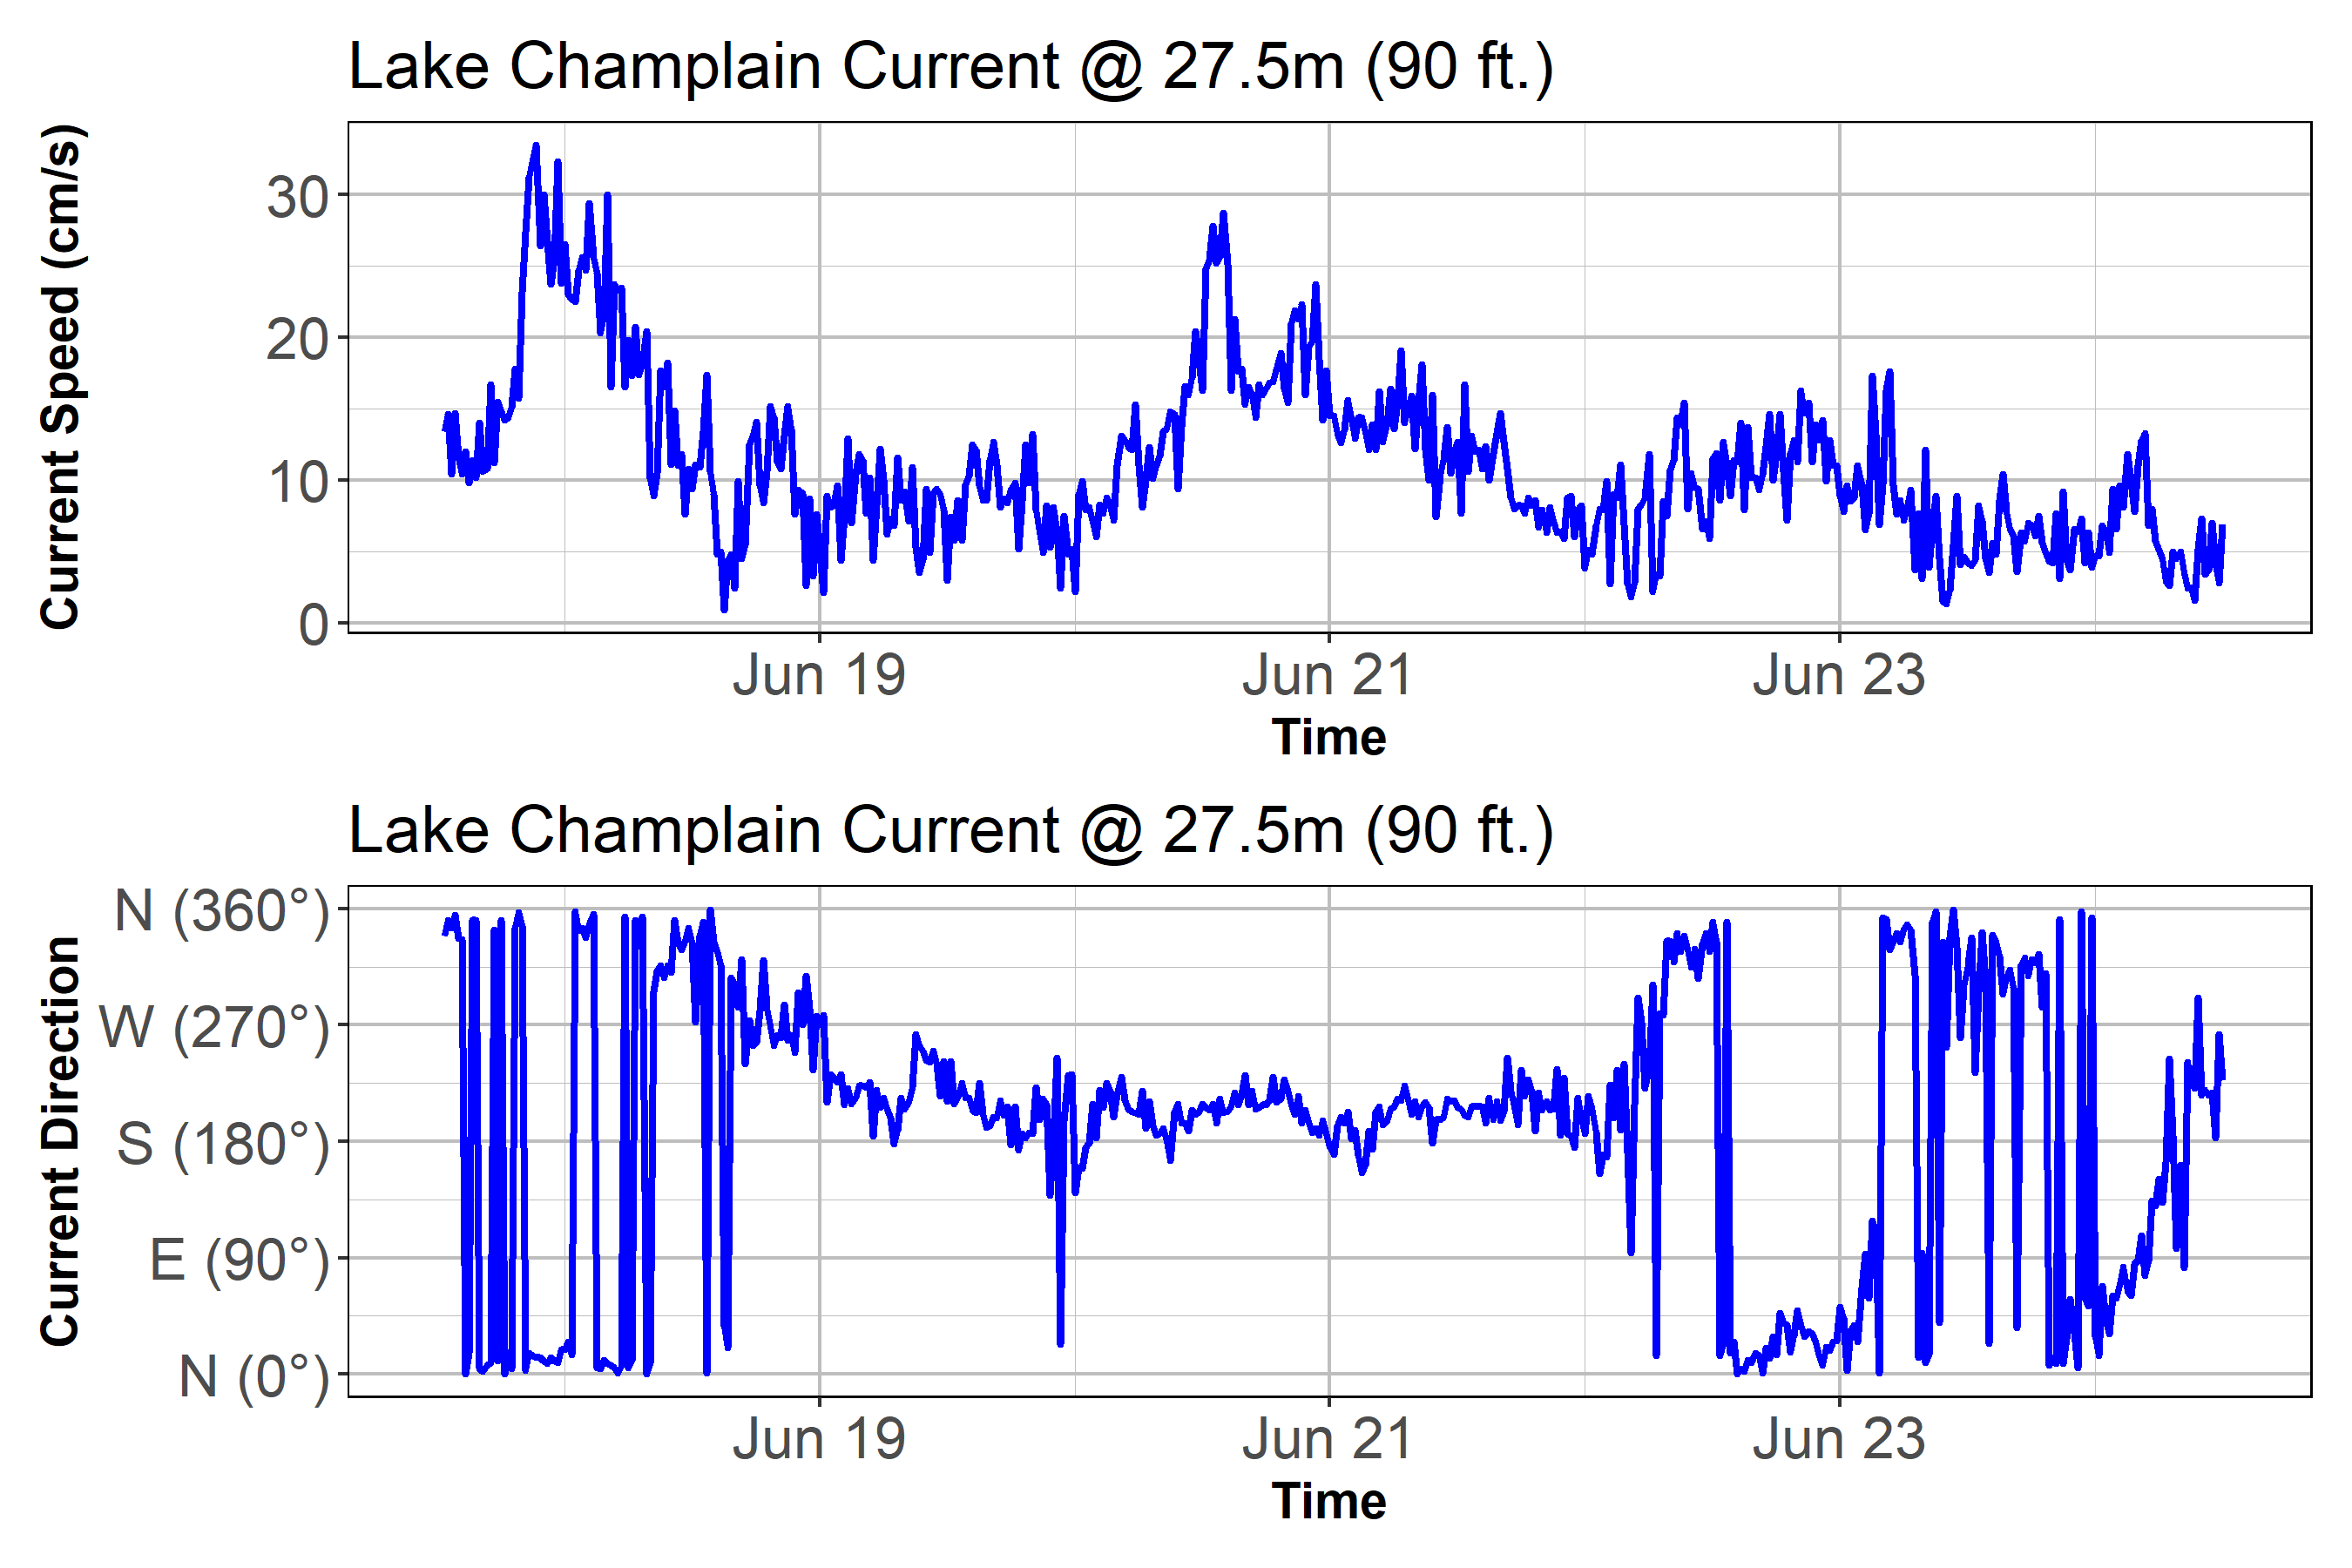 Lake Champlain Current @ 27.5m (90 ft.)
Current Speed (cm/s)
30
20
10
0
Jun 19 Jun 21 Jun 23
Time
Lake Champlain Current @ 27.5m (90 ft.)
Current Direction
N (360°)
W (270°)
S (180°)
E (90°)
N (0°)
Jun 19 Jun 21 Jun 23
Time